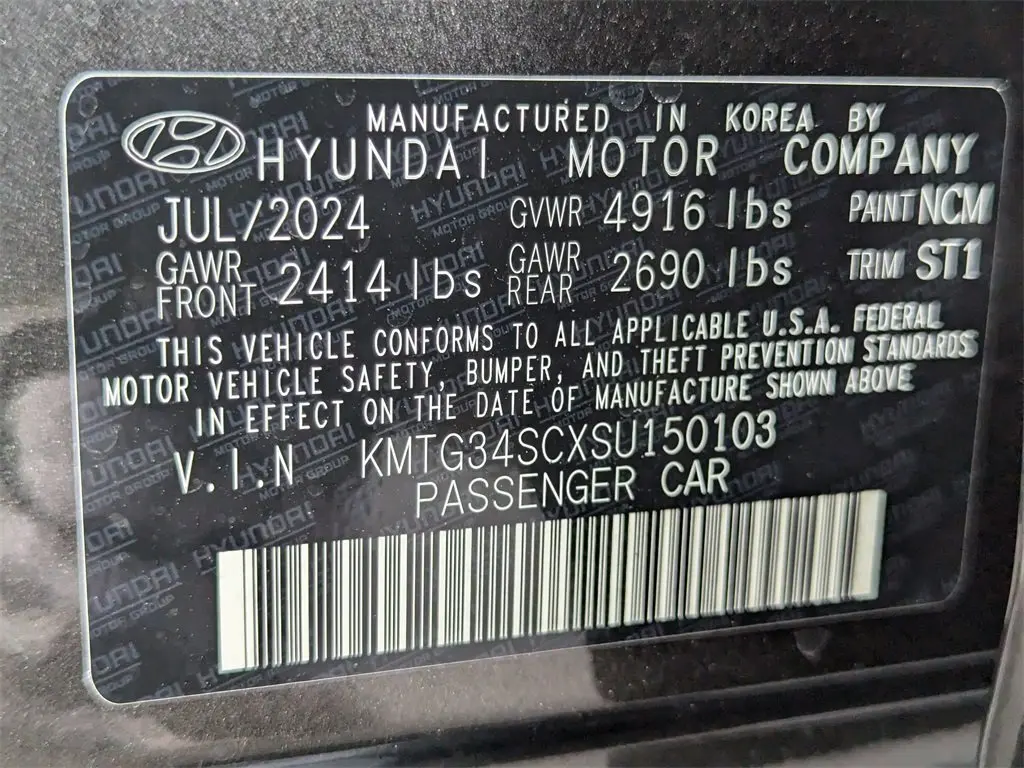 MANUFACTURED IN KOREA BY
HYUNDAI MOTOR COMPANY
JUL/2024 GVWR 4916 lbs PAINT NCM
GAWR FRONT 2414 lbs GAWR REAR 2690 lbs TRIM ST1
THIS VEHICLE CONFORMS TO ALL APPLICABLE U.S.A. FEDERAL
MOTOR VEHICLE SAFETY, BUMPER, AND THEFT PREVENTION STANDARDS
IN EFFECT ON THE DATE OF MANUFACTURE SHOWN ABOVE
V.I.N KMTG34SCXSU150103
PASSENGER CAR